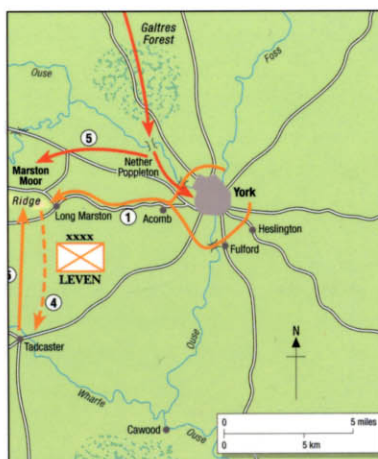 Galtres
Forest
Ouse
Foss
5
Nether
Poppleton
Marston
Moor
York
Ridge
Long Marston
1
Acomb
Heslington
Fulford
xxxx
LEVEN
4
Tadcaster
Ouse
N
Wharfe
Cawood
Ouse
0 5 miles
0 5 km